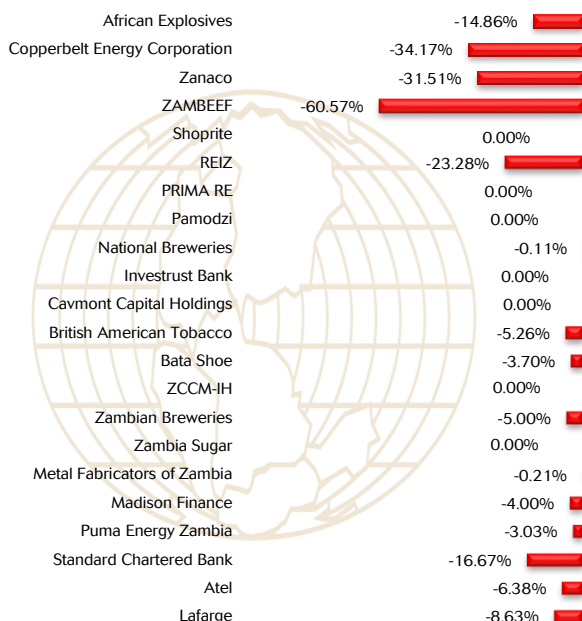 African Explosives -14.86%
Copperbelt Energy Corporation -34.17%
Zanaco -31.51%
ZAMBEEF -60.57%
Shoprite 0.00%
REIZ -23.28%
PRIMA RE 0.00%
Pamodzi 0.00%
National Breweries -0.11%
Investrust Bank 0.00%
Cavmont Capital Holdings 0.00%
British American Tobacco -5.26%
Bata Shoe -3.70%
ZCCM-IH 0.00%
Zambian Breweries -5.00%
Zambia Sugar 0.00%
Metal Fabricators of Zambia -0.21%
Madison Finance -4.00%
Puma Energy Zambia -3.03%
Standard Chartered Bank -16.67%
Atel -6.38%
Lafarge -8.63%